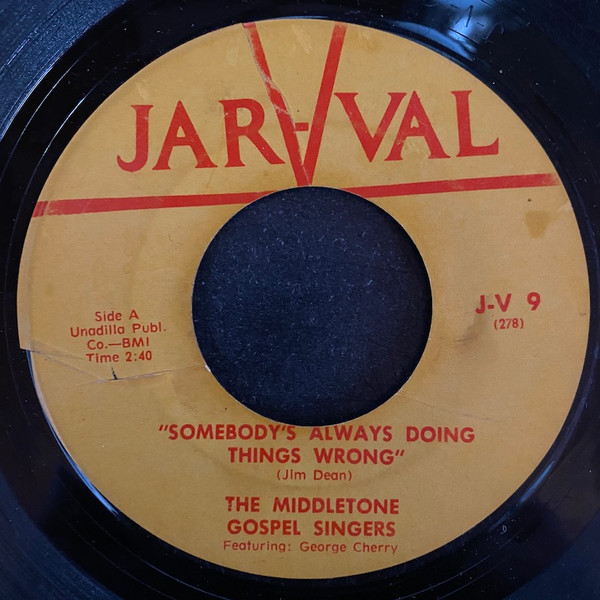 JAR-VAL
Side A
Unadilla Publ.
Co.—BMI
Time 2:40
J-V 9
(278)
"SOMEBODY'S ALWAYS DOING
THINGS WRONG"
(Jim Dean)
THE MIDDLETONE
GOSPEL SINGERS
Featuring: George Cherry